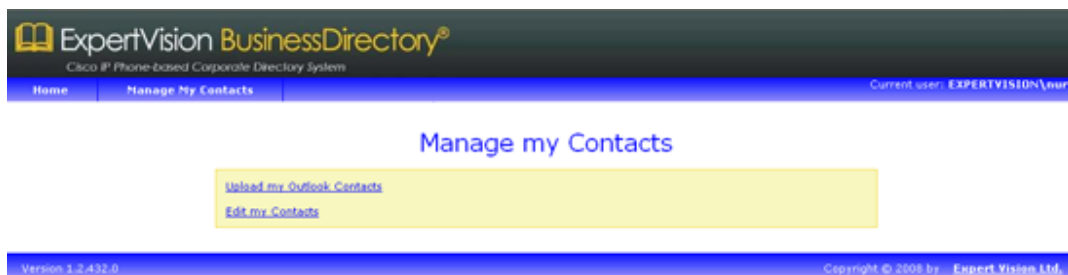 ExpertVision BusinessDirectory®
Cisco IP Phone-based Corporate Directory System
Home Manage My Contacts Current user: EXPERTVISION\nur
Manage my Contacts
Upload my Outlook Contacts
Edit my Contacts
Version 1.2.432.0 Copyright © 2008 by Expert Vision Ltd.